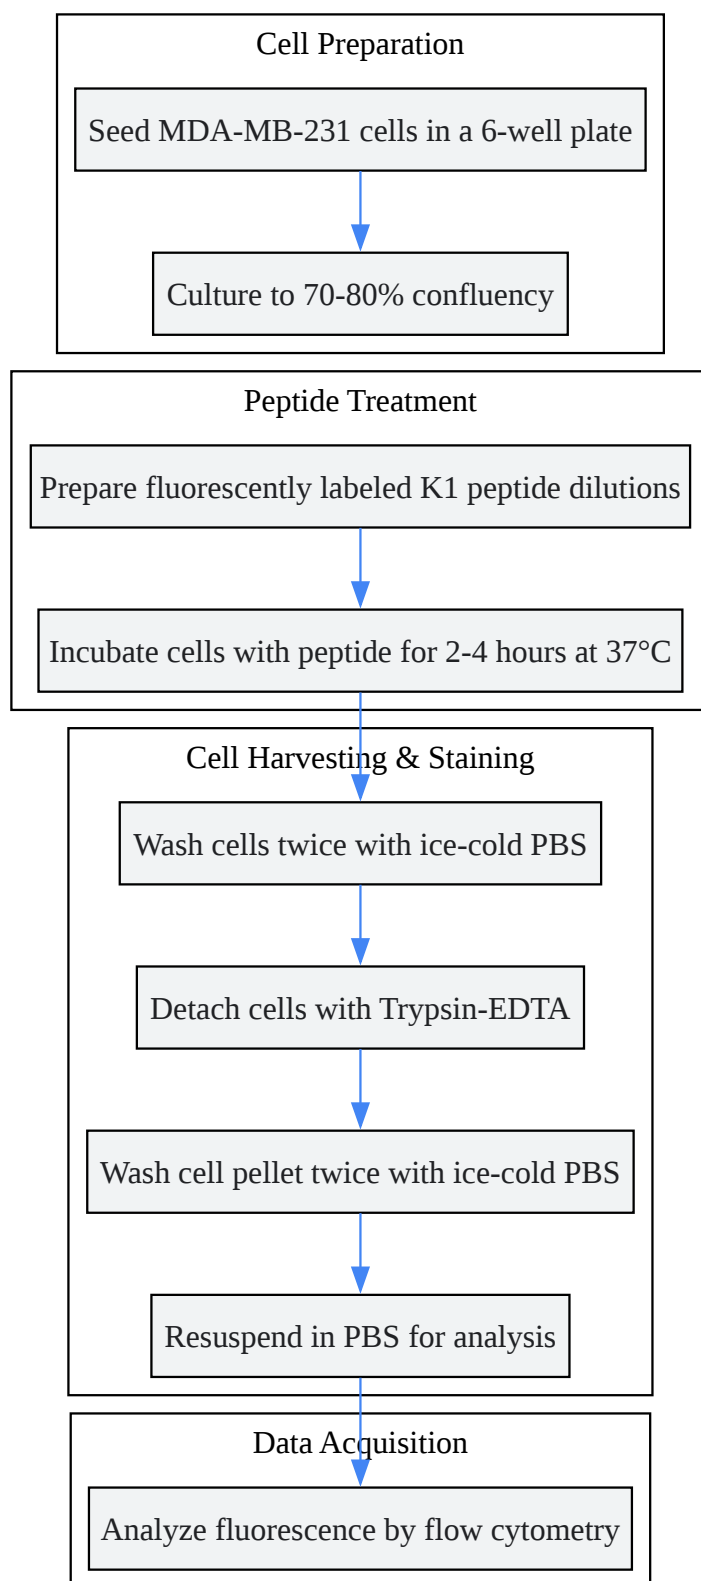 Cell Preparation
Seed MDA-MB-231 cells in a 6-well plate
Culture to 70-80% confluency
Peptide Treatment
Prepare fluorescently labeled K1 peptide dilutions
Incubate cells with peptide for 2-4 hours at 37°C
Cell Harvesting & Staining
Wash cells twice with ice-cold PBS
Detach cells with Trypsin-EDTA
Wash cell pellet twice with ice-cold PBS
Resuspend in PBS for analysis
Data Acquisition
Analyze fluorescence by flow cytometry